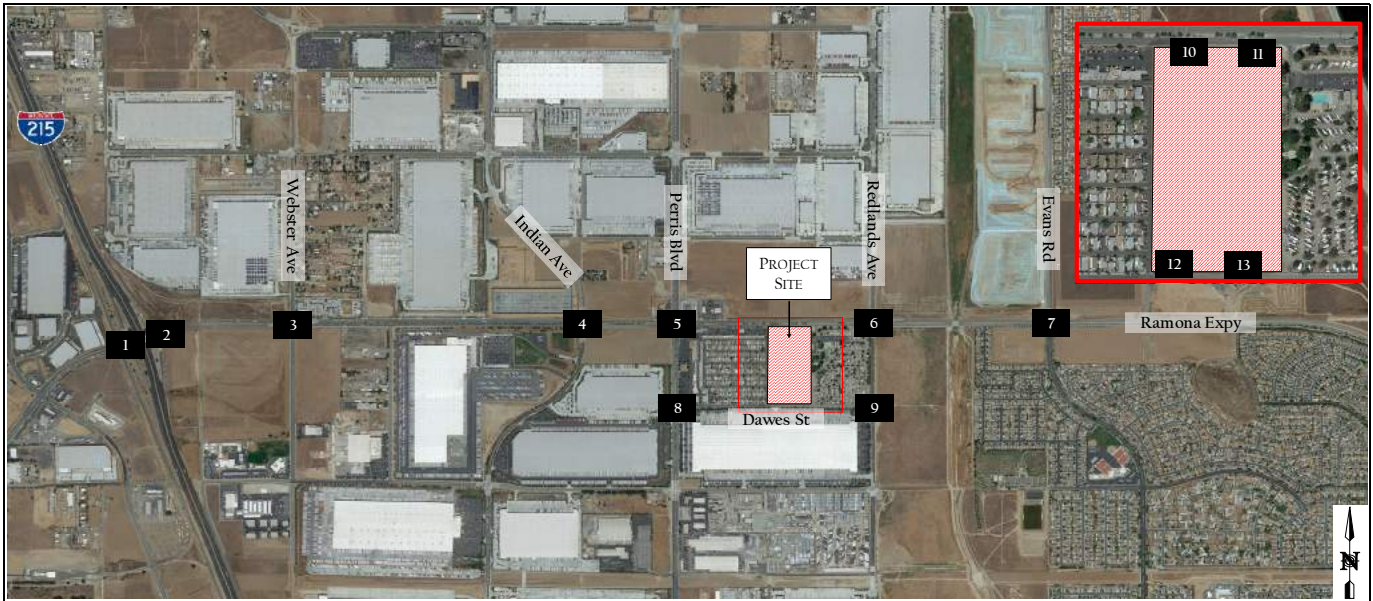 10
11
12
13
215
Webster Ave
Indian Ave
Perris Blvd
Redlands Ave
Evans Rd
PROJECT
SITE
1
2
3
4
5
6
7
Ramona Expy
8
9
Dawes St
N